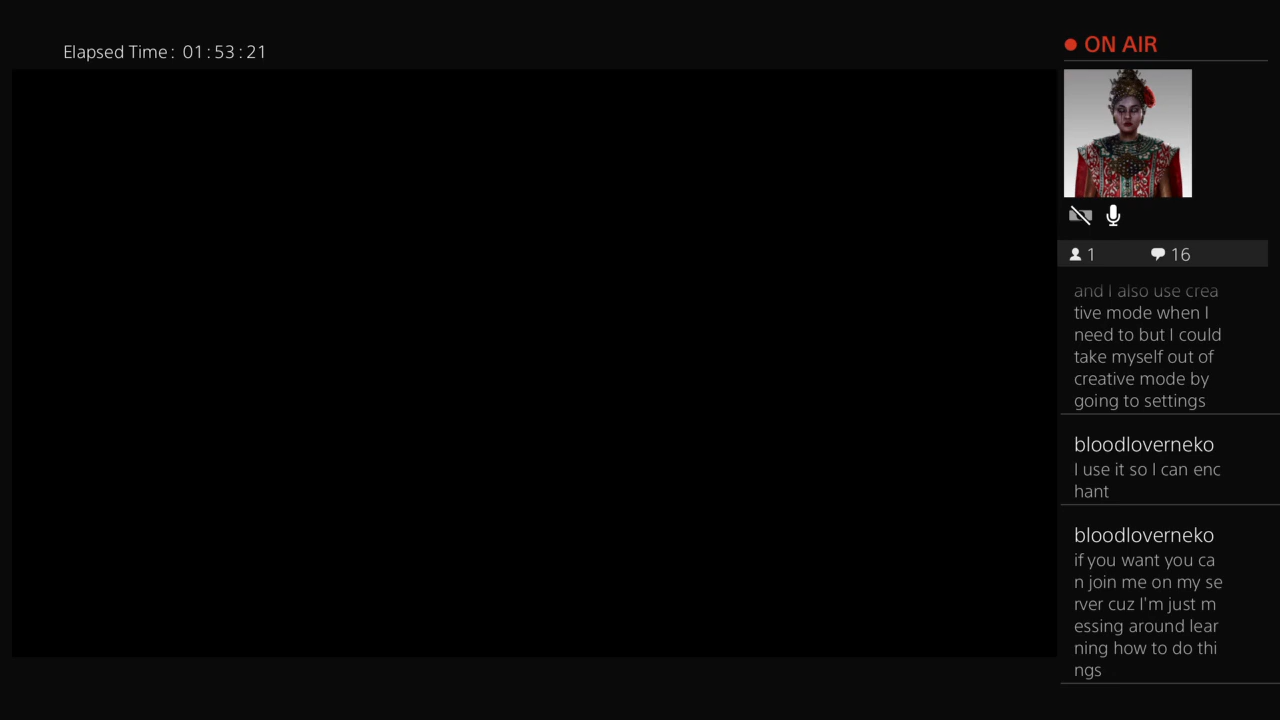 Elapsed Time: 01:53:21
ON AIR
1 16
and I also use crea
tive mode when I
need to but I could
take myself out of
creative mode by
going to settings
bloodloverneko
I use it so I can enc
hant
bloodloverneko
if you want you ca
n join me on my se
rver cuz I'm just m
essing around lear
ning how to do thi
ngs